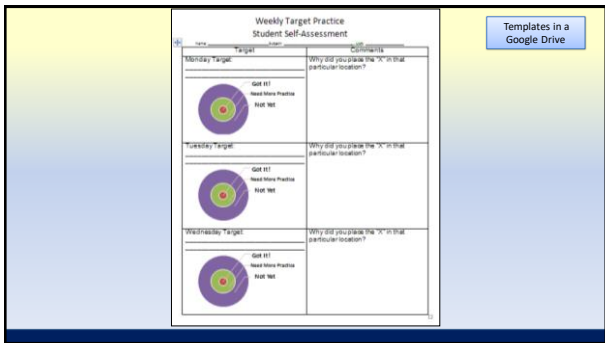 Weekly Target Practice
Student Self-Assessment
Name
Target
Comments
Monday Target:
Why did you place the "X" in that
particular location?
Got It!
Need More Practice
Not Yet
Tuesday Target:
Why did you place the "X" in that
particular location?
Got It!
Need More Practice
Not Yet
Wednesday Target:
Why did you place the "X" in that
particular location?
Got It!
Need More Practice
Not Yet
Templates in a
Google Drive